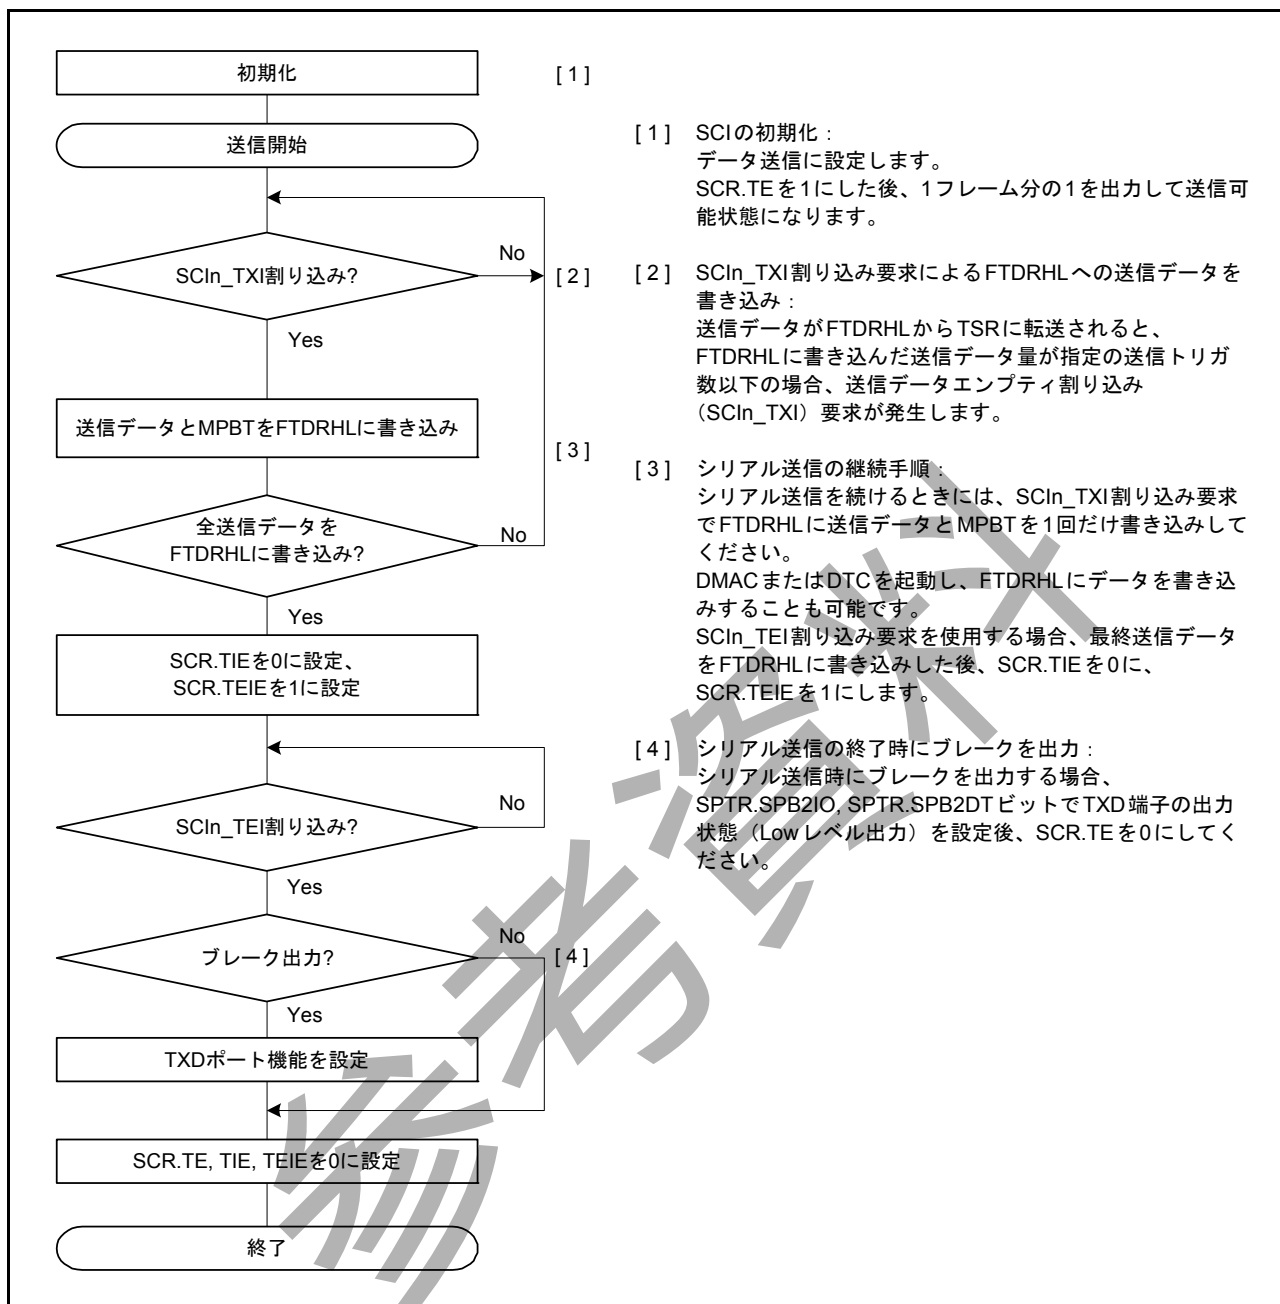 初期化
[ 1 ]
送信開始
SCIn_TXI割り込み?
No
[ 2 ]
Yes
送信データとMPBTをFTDRHLに書き込み
[ 3 ]
全送信データを
FTDRHLに書き込み?
No
Yes
SCR.TIEを0に設定、
SCR.TEIEを1に設定
SCIn_TEI割り込み?
No
Yes
ブレーク出力?
No
[ 4 ]
Yes
TXDポート機能を設定
SCR.TE, TIE, TEIEを0に設定
終了
[ 1 ] SCIの初期化：
データ送信に設定します。
SCR.TEを1にした後、1フレーム分の1を出力して送信可
能状態になります。
[ 2 ] SCIn_TXI割り込み要求によるFTDRHLへの送信データを
書き込み：
送信データがFTDRHLからTSRに転送されると、
FTDRHLに書き込んだ送信データ量が指定の送信トリガ
数以下の場合、送信データエンプティ割り込み
（SCIn_TXI）要求が発生します。
[ 3 ] シリアル送信の継続手順：
シリアル送信を続けるときには、SCIn_TXI割り込み要求
でFTDRHLに送信データとMPBTを1回だけ書き込みして
ください。
DMACまたはDTCを起動し、FTDRHLにデータを書き込
みすることも可能です。
SCIn_TEI割り込み要求を使用する場合、最終送信データ
をFTDRHLに書き込みした後、SCR.TIEを0に、
SCR.TEIEを1にします。
[ 4 ] シリアル送信の終了時にブレークを出力：
シリアル送信時にブレークを出力する場合、
SPTR.SPB2IO, SPTR.SPB2DTビットでTXD端子の出力
状態（Lowレベル出力）を設定後、SCR.TEを0にしてく
ださい。
参考資料